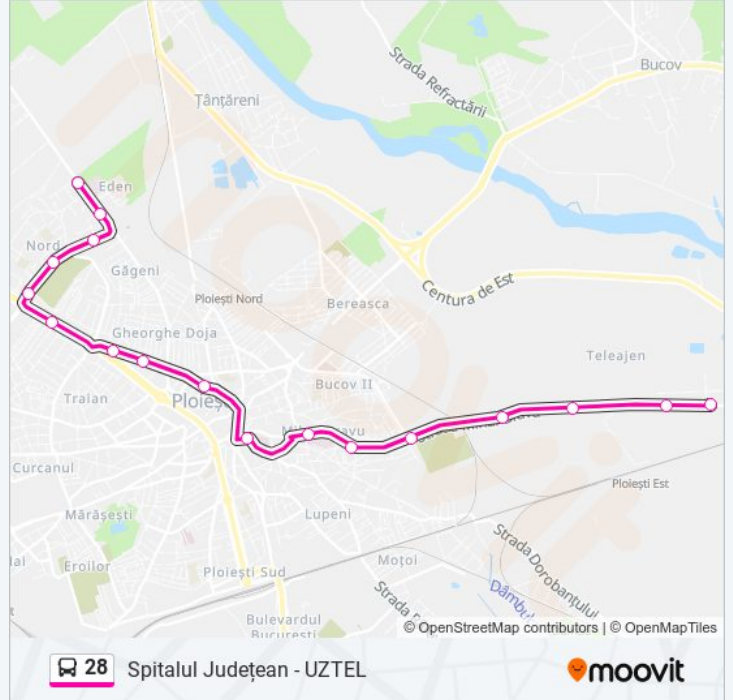 Strada Refractării
Bucov
Țânțăreni
Eden
Nord
Găgeni
Centura de Est
Ploiești Nord
Bereasca
Gheorghe Doja
Teleajen
Bucov II
Traian
Curcanul
Ploiești Est
Mărășești
Lupeni
Strada Dorobanțului
Moțoi
Eroilor
Ploiești Sud
Strada
Bulevardul
București
© OpenStreetMap contributors | © OpenMapTiles
28 Spitalul Județean - UZTEL
moovit